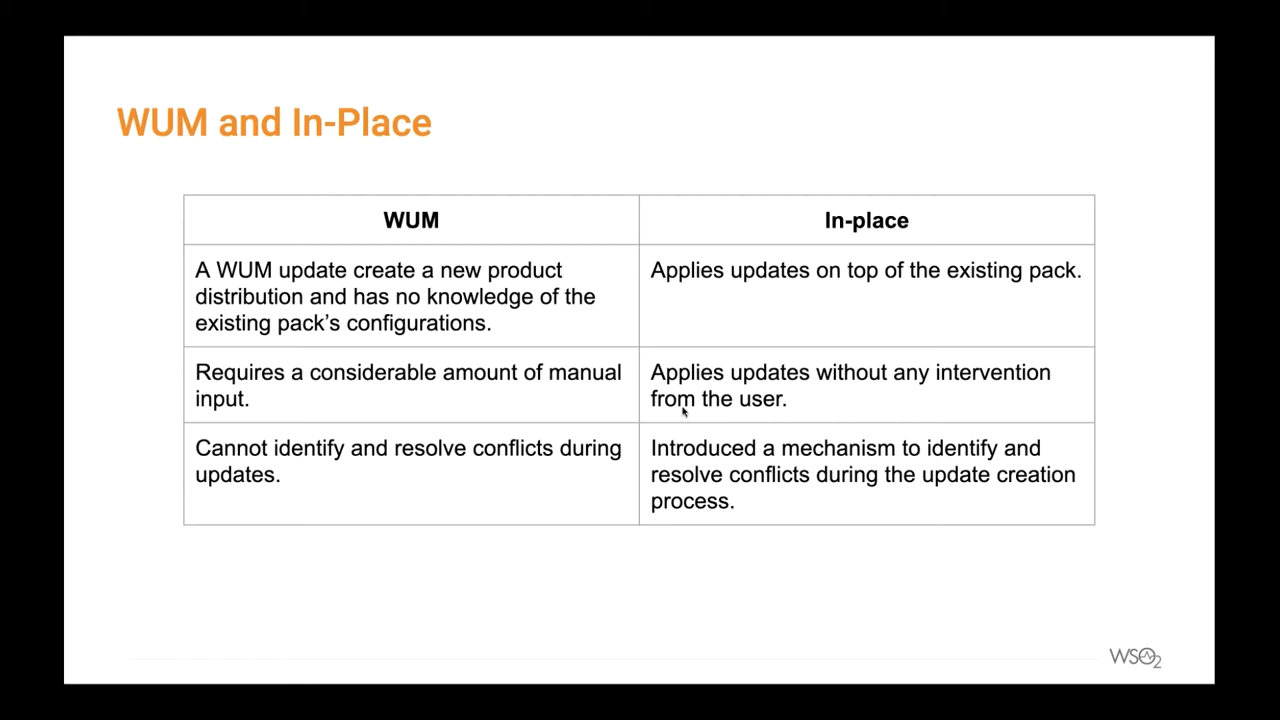 WUM and In-Place
WUM
In-place
A WUM update create a new product
distribution and has no knowledge of the
existing pack's configurations.
Applies updates on top of the existing pack.
Requires a considerable amount of manual
input.
Applies updates without any intervention
from the user.
Cannot identify and resolve conflicts during
updates.
Introduced a mechanism to identify and
resolve conflicts during the update creation
process.
WSO2